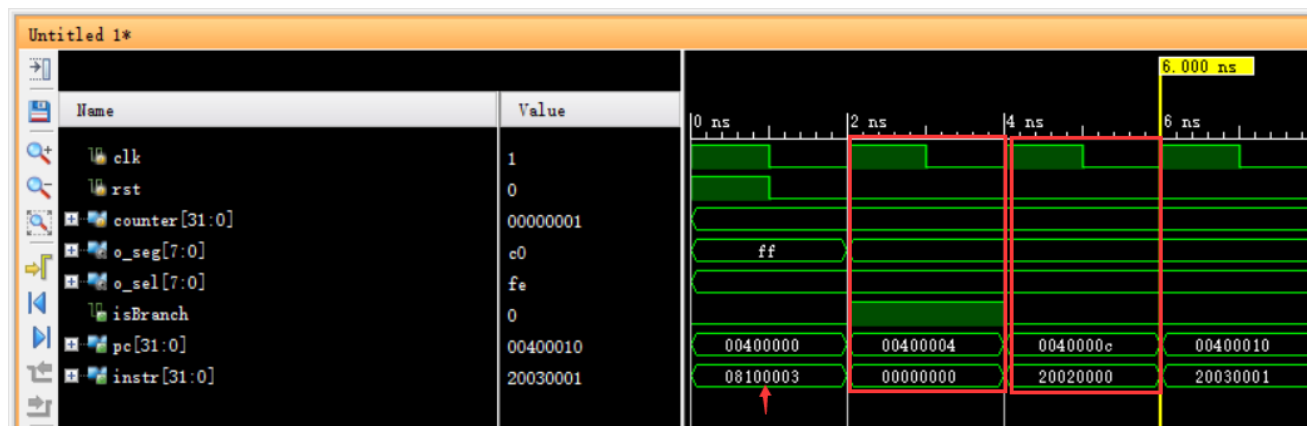 Untitled 1*
6.000 ns
Name Value
0 ns 2 ns 4 ns 6 ns
clk 1
rst 0
counter[31:0] 00000001
o_seg[7:0] c0 ff
o_sel[7:0] fe
isBranch 0
pc[31:0] 00400010 00400000 00400004 0040000c 00400010
instr[31:0] 20030001 08100003 00000000 20020000 20030001